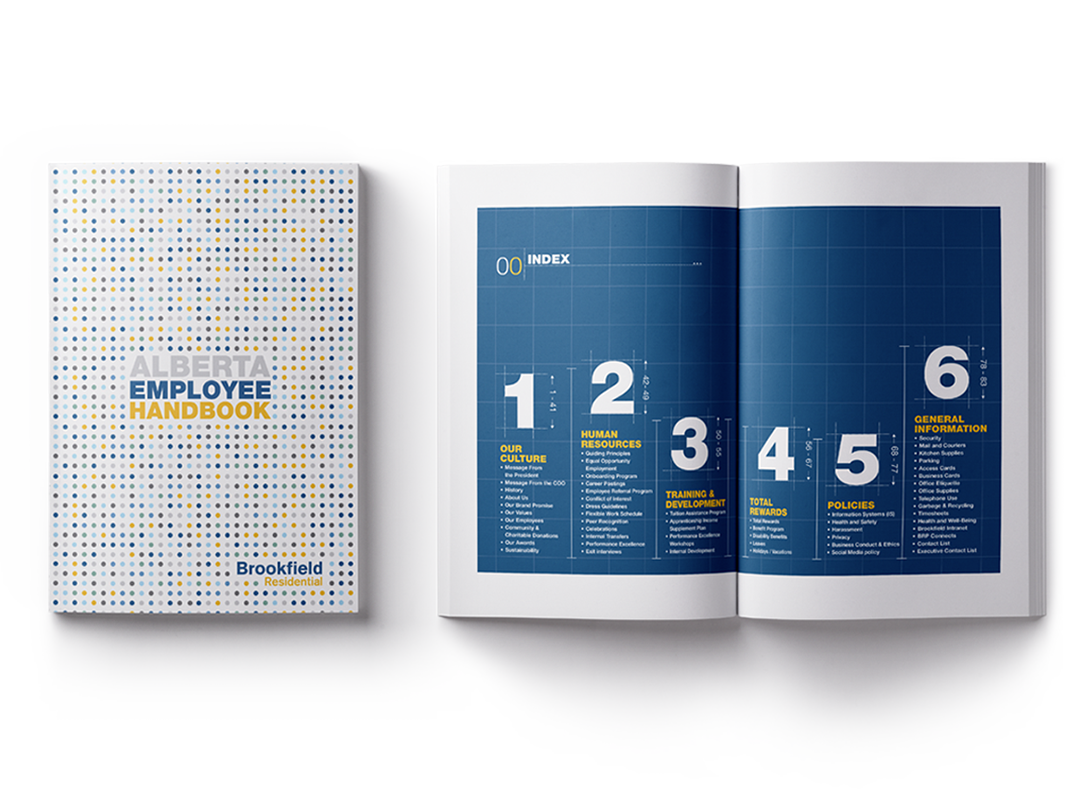 ALBERTA
EMPLOYEE
HANDBOOK
Brookfield
Residential
00 INDEX
1
1 - 41
OUR
CULTURE
• Message From
the President
• Message From the COO
• History
• About Us
• Our Brand Promise
• Our Values
• Our Employees
• Community &
Charitable Donations
• Our Awards
• Sustainability
2
42 - 49
HUMAN
RESOURCES
• Guiding Principles
• Equal Opportunity
Employment
• Onboarding Program
• Career Postings
• Employee Referral Program
• Conflict of Interest
• Dress Guidelines
• Flexible Work Schedule
• Peer Recognition
• Celebrations
• Internal Transfers
• Performance Excellence
• Exit Interviews
3
50 - 55
TRAINING &
DEVELOPMENT
• Tuition Assistance Program
• Apprenticeship Income
Supplement Plan
• Performance Excellence
Workshops
• Internal Development
4
56 - 67
TOTAL
REWARDS
• Total Rewards
• Benefit Program
• Disability Benefits
• Leaves
• Holidays / Vacations
5
68 - 77
POLICIES
• Information Systems (IS)
• Health and Safety
• Harassment
• Privacy
• Business Conduct & Ethics
• Social Media policy
6
78 - 83
GENERAL
INFORMATION
• Security
• Mail and Couriers
• Kitchen Supplies
• Parking
• Access Cards
• Business Cards
• Office Etiquette
• Office Supplies
• Telephone Use
• Garbage & Recycling
• Timesheets
• Health and Well-Being
• Brookfield Intranet
• BRP Connects
• Contact List
• Executive Contact List